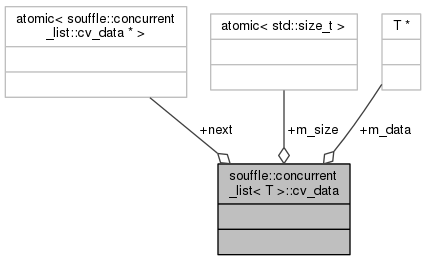 atomic< souffle::concurrent
_list::cv_data * >
atomic< std::size_t >
T *
+next
+m_size
+m_data
souffle::concurrent
_list< T >::cv_data